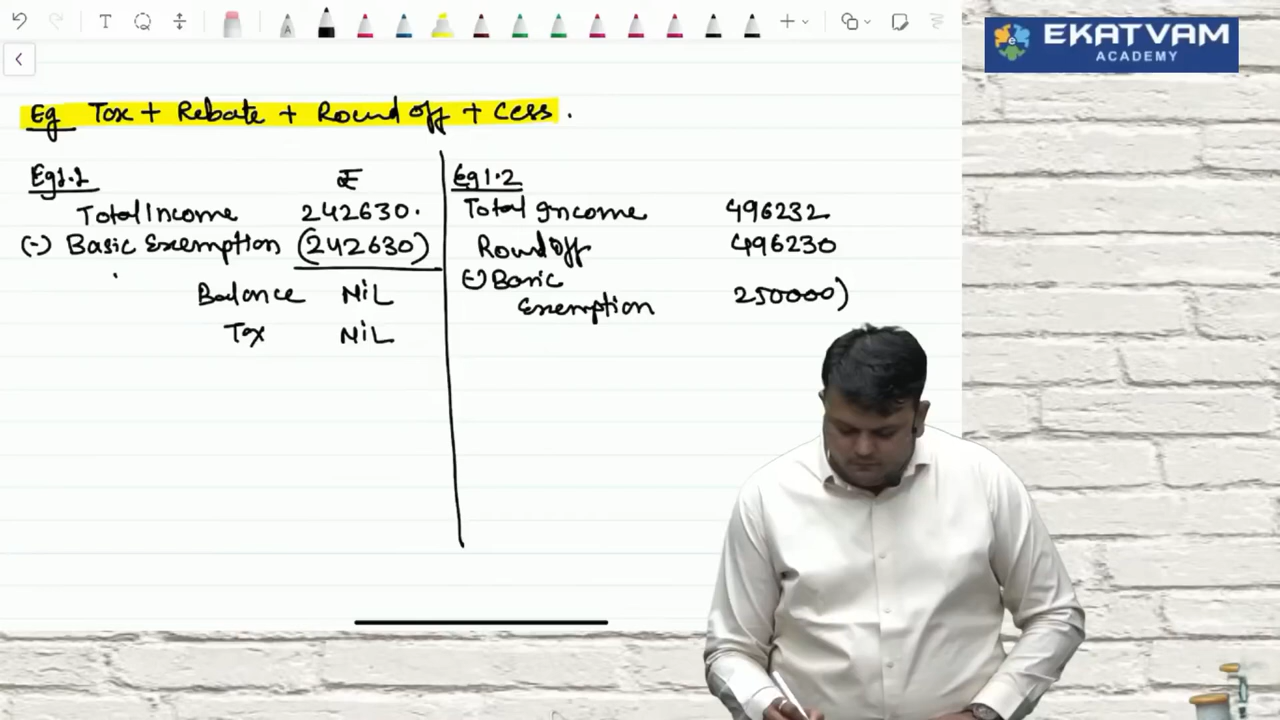 EKATVAM
ACADEMY
Eg Tax + Rebate + Round off + Cess.
Eg1.1 ₹
Total Income 242630.
(-) Basic Exemption (242630)
Balance NiL
Tax NiL
Eg1.2
Total Income 496232
Round off 496230
(-) Basic
Exemption 250000)